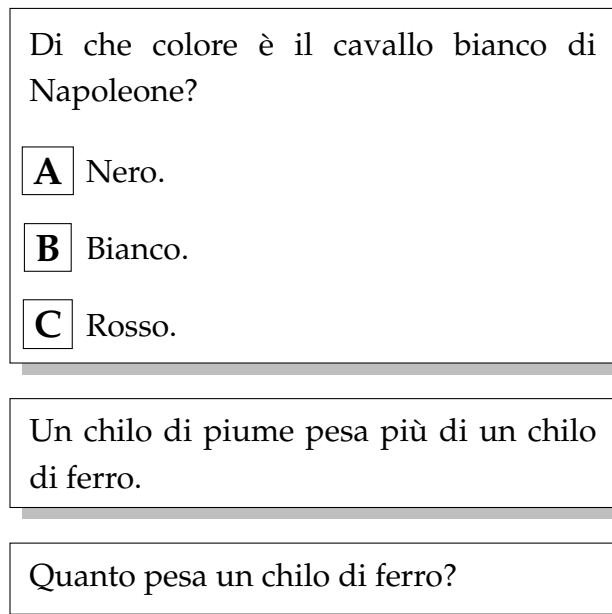 Di che colore è il cavallo bianco di
Napoleone?
A Nero.
B Bianco.
C Rosso.
Un chilo di piume pesa più di un chilo
di ferro.
Quanto pesa un chilo di ferro?